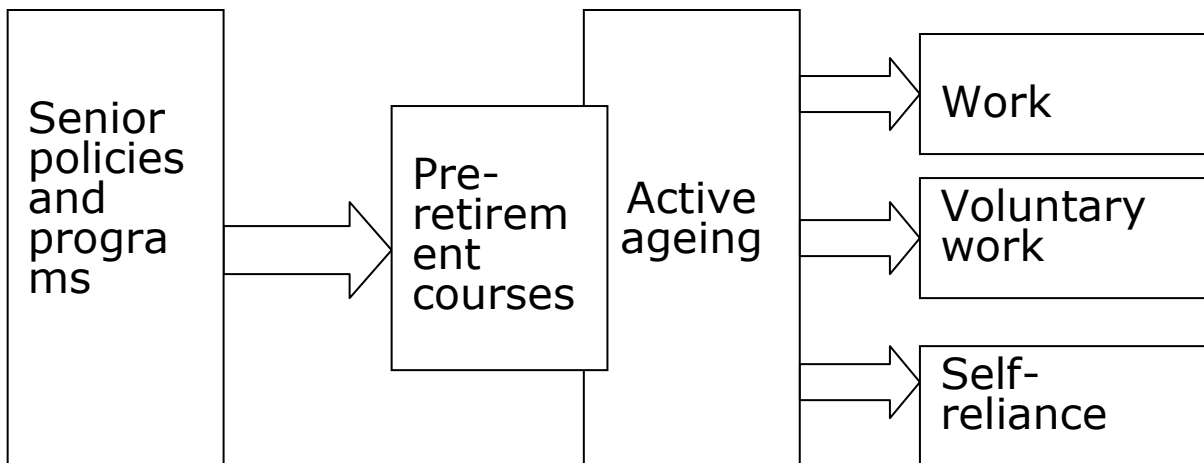 Senior
policies
and
progra
ms
Pre-
retirem
ent
courses
Active
ageing
Work
Voluntary
work
Self-
reliance